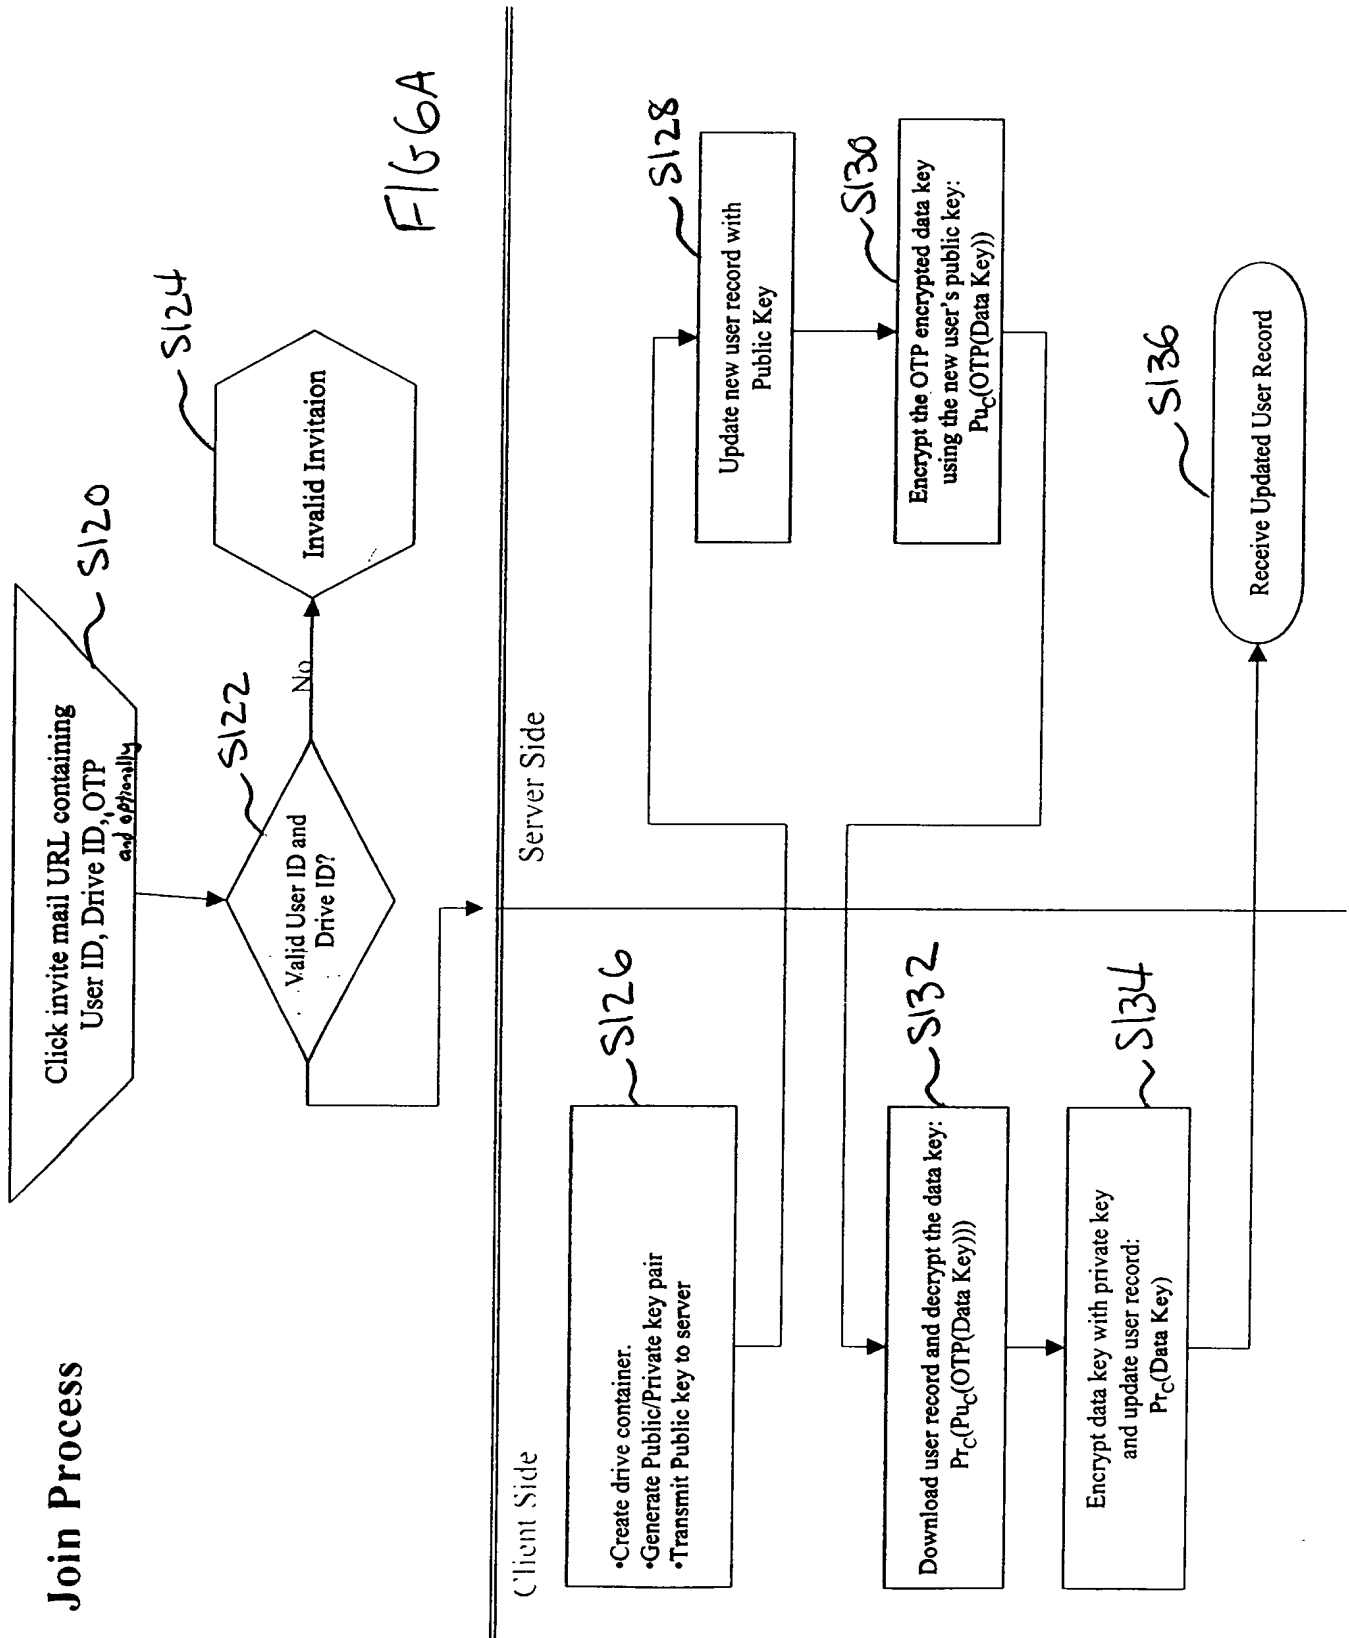 Join Process
Click invite mail URL containing
User ID, Drive ID, OTP
and optionally
S120
Valid User ID and
Drive ID?
S122
No
Invalid Invitaion
S124
FIG 6A
Client Side
Server Side
•Create drive container.
•Generate Public/Private key pair
•Transmit Public key to server
S126
Update new user record with
Public Key
S128
Encrypt the OTP encrypted data key
using the new user's public key:
PuC(OTP(Data Key))
S130
Download user record and decrypt the data key:
PrC(PuC(OTP(Data Key)))
S132
Encrypt data key with private key
and update user record:
PrC(Data Key)
S134
Receive Updated User Record
S136